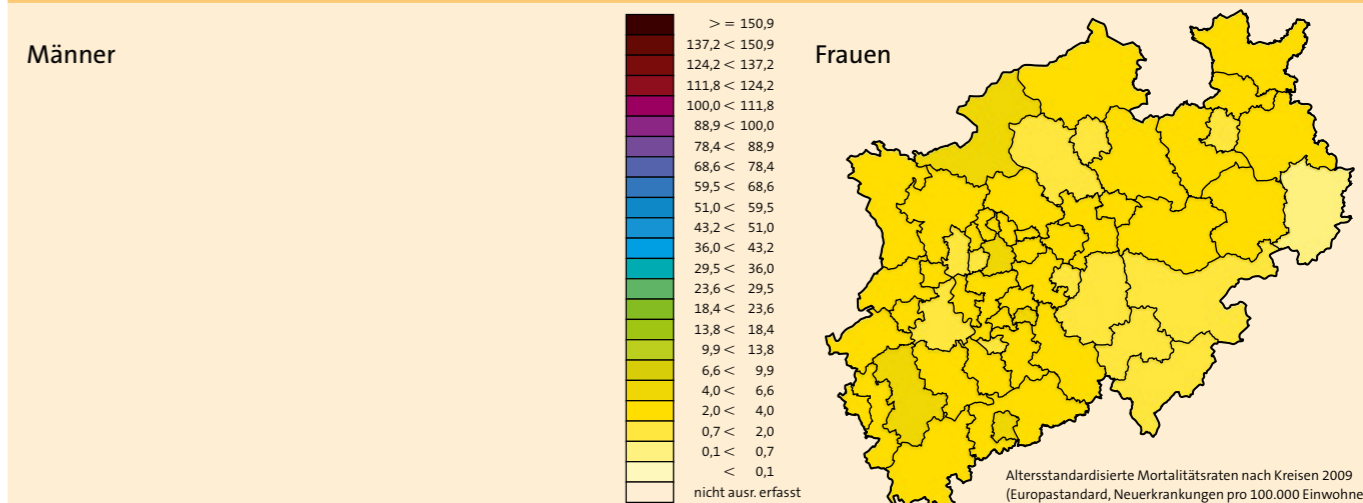 Männer
> = 150,9
137,2 < 150,9
124,2 < 137,2
111,8 < 124,2
100,0 < 111,8
88,9 < 100,0
78,4 < 88,9
68,6 < 78,4
59,5 < 68,6
51,0 < 59,5
43,2 < 51,0
36,0 < 43,2
29,5 < 36,0
23,6 < 29,5
18,4 < 23,6
13,8 < 18,4
9,9 < 13,8
6,6 < 9,9
4,0 < 6,6
2,0 < 4,0
0,7 < 2,0
0,1 < 0,7
< 0,1
nicht ausr. erfasst
Frauen
Altersstandardisierte Mortalitätsraten nach Kreisen 2009
(Europastandard, Neuerkrankungen pro 100.000 Einwohne